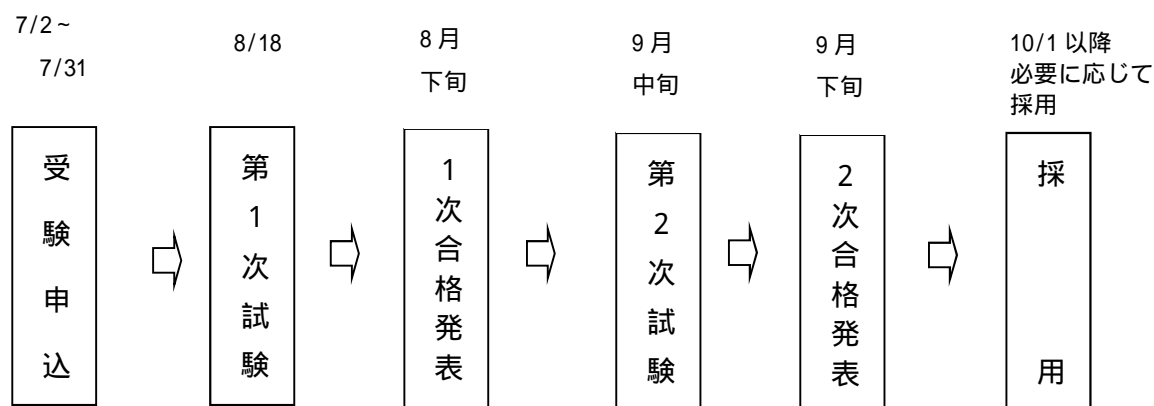 7/2~
7/31
8/18
8月
下旬
9月
中旬
9月
下旬
10/1以降
必要に応じて
採用
受験申込
第1次試験
1次合格発表
第2次試験
2次合格発表
採用